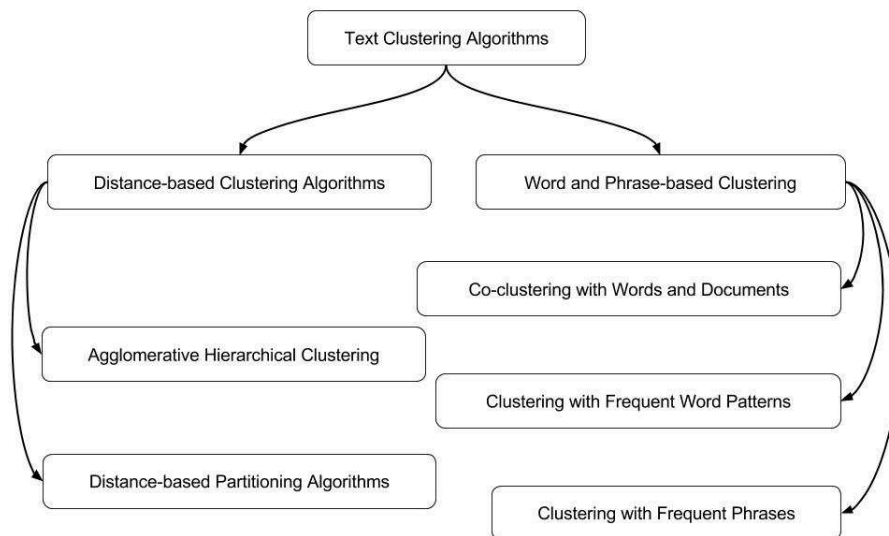 Text Clustering Algorithms
Distance-based Clustering Algorithms
Word and Phrase-based Clustering
Co-clustering with Words and Documents
Agglomerative Hierarchical Clustering
Clustering with Frequent Word Patterns
Distance-based Partitioning Algorithms
Clustering with Frequent Phrases